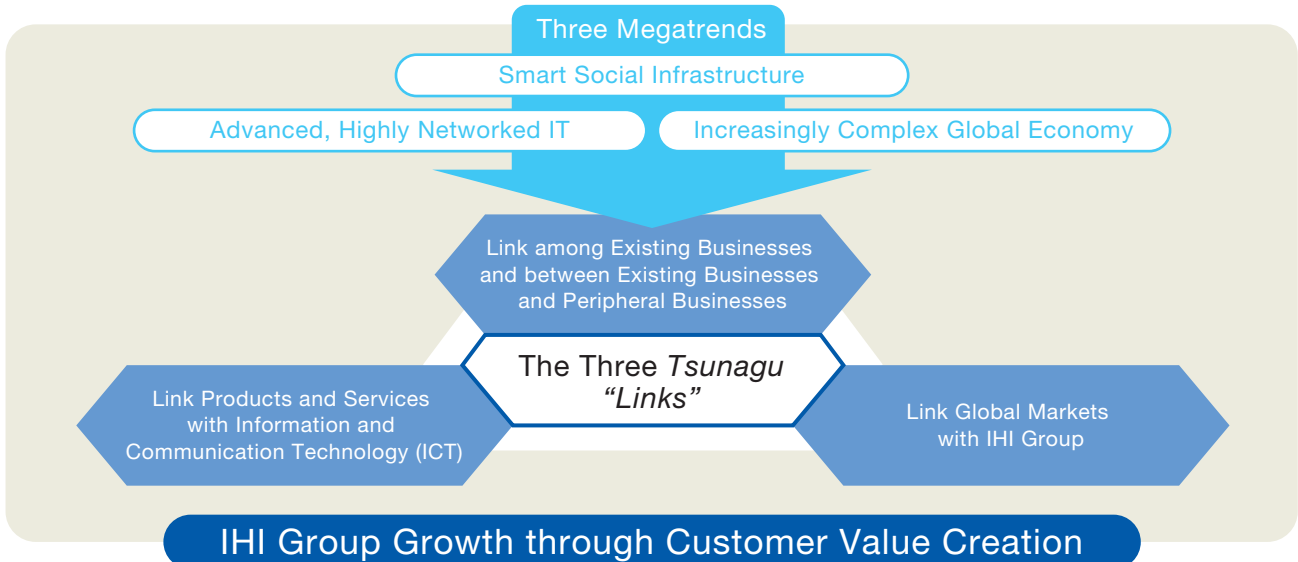 Three Megatrends
Smart Social Infrastructure
Advanced, Highly Networked IT
Increasingly Complex Global Economy
Link among Existing Businesses
and between Existing Businesses
and Peripheral Businesses
The Three Tsunagu
“Links”
Link Products and Services
with Information and
Communication Technology (ICT)
Link Global Markets
with IHI Group
IHI Group Growth through Customer Value Creation